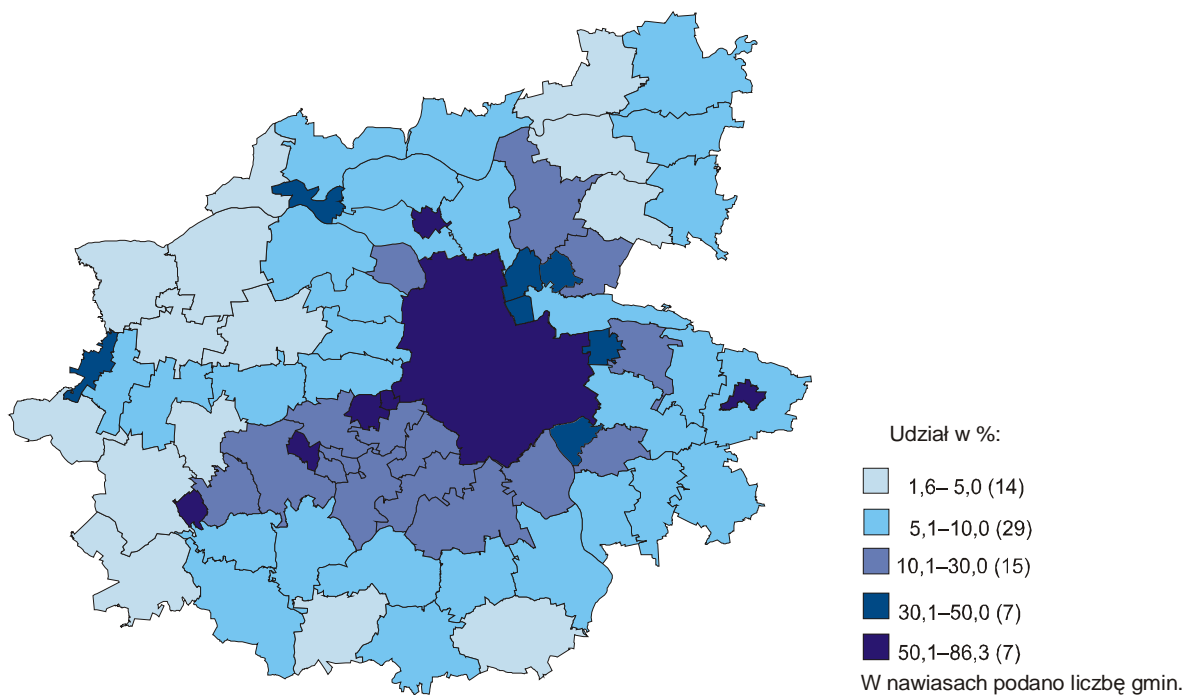 Udział w %:
1,6– 5,0 (14)
5,1–10,0 (29)
10,1–30,0 (15)
30,1–50,0 (7)
50,1–86,3 (7)
W nawiasach podano liczbę gmin.